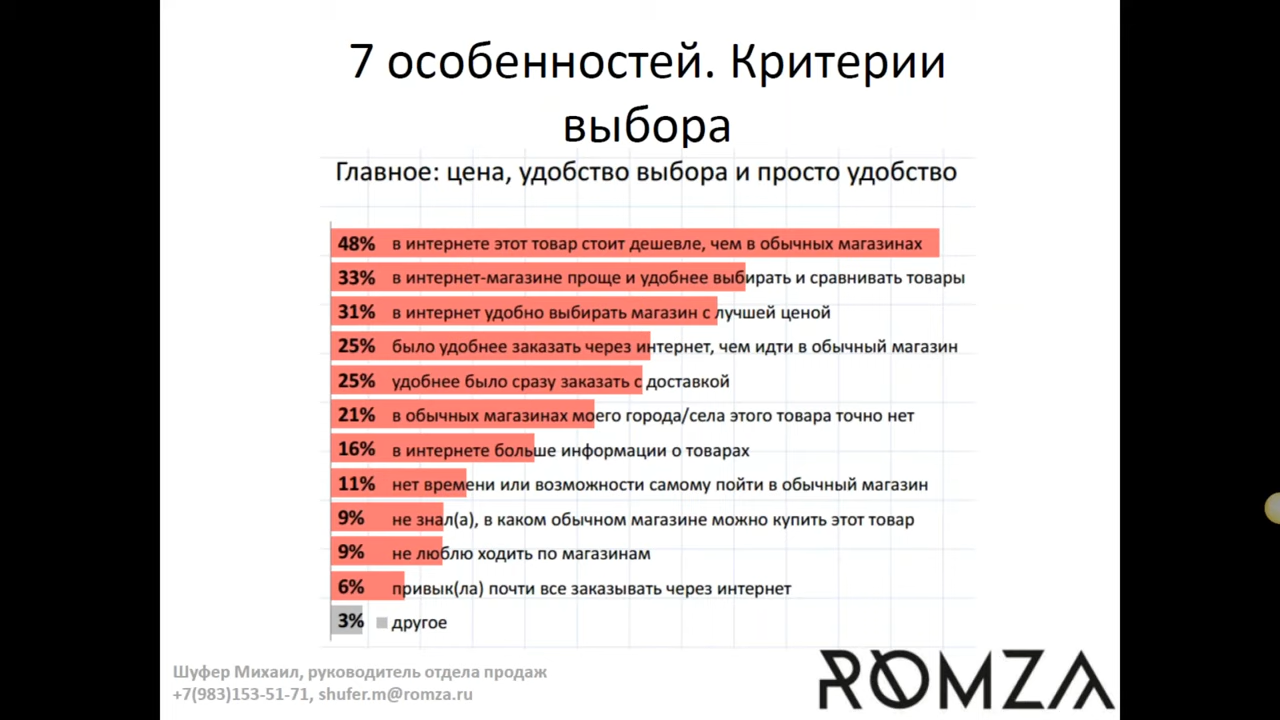 7 особенностей. Критерии
выбора
Главное: цена, удобство выбора и просто удобство
48% в интернете этот товар стоит дешевле, чем в обычных магазинах
33% в интернет-магазине проще и удобнее выбирать и сравнивать товары
31% в интернет удобно выбирать магазин с лучшей ценой
25% было удобнее заказать через интернет, чем идти в обычный магазин
25% удобнее было сразу заказать с доставкой
21% в обычных магазинах моего города/села этого товара точно нет
16% в интернете больше информации о товарах
11% нет времени или возможности самому пойти в обычный магазин
9% не знал(а), в каком обычном магазине можно купить этот товар
9% не люблю ходить по магазинам
6% привык(ла) почти все заказывать через интернет
3% другое
Шуфер Михаил, руководитель отдела продаж
+7(983)153-51-71, shufer.m@romza.ru
ROMZA